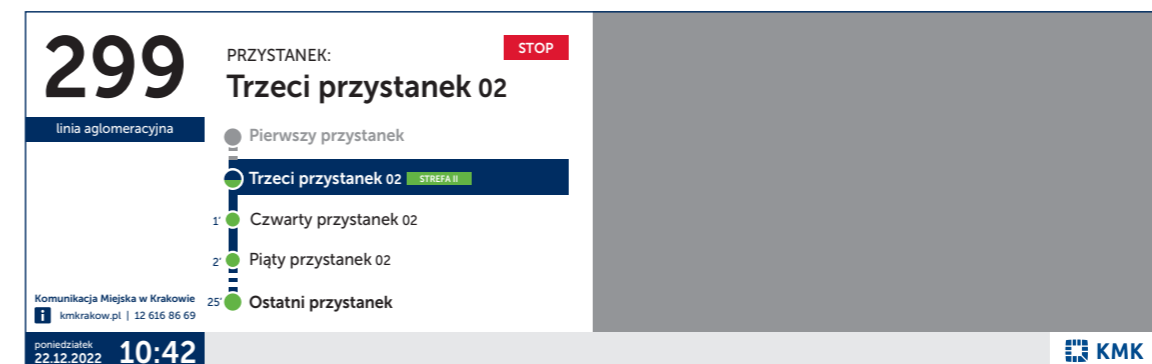 299
linia aglomeracyjna
PRZYSTANEK:
STOP
Trzeci przystanek 02
Pierwszy przystanek
Trzeci przystanek 02 STREFA II
1' Czwarty przystanek 02
2' Piąty przystanek 02
25' Ostatni przystanek
Komunikacja Miejska w Krakowie
i kmkrakow.pl | 12 616 86 69
poniedziałek
22.12.2022 10:42
KMK